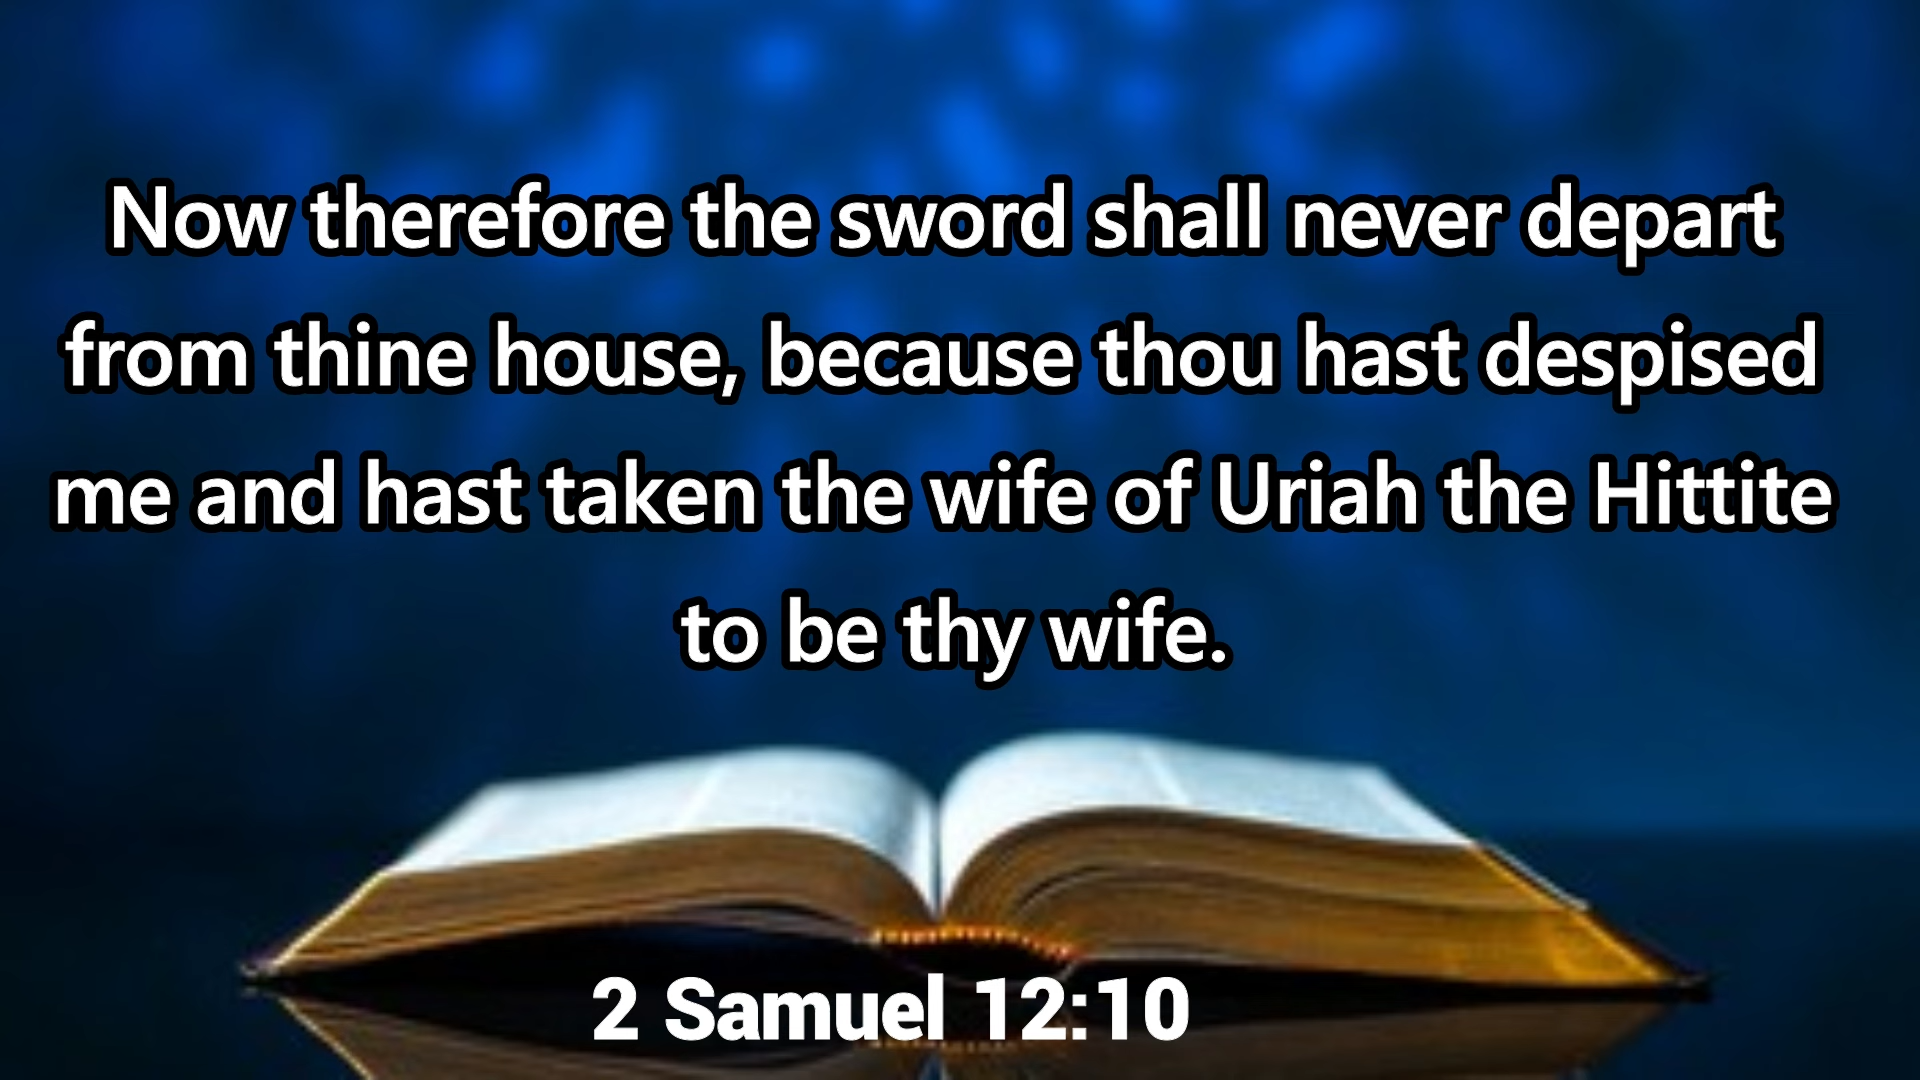 Now therefore the sword shall never depart
from thine house, because thou hast despised
me and hast taken the wife of Uriah the Hittite
to be thy wife.
2 Samuel 12:10